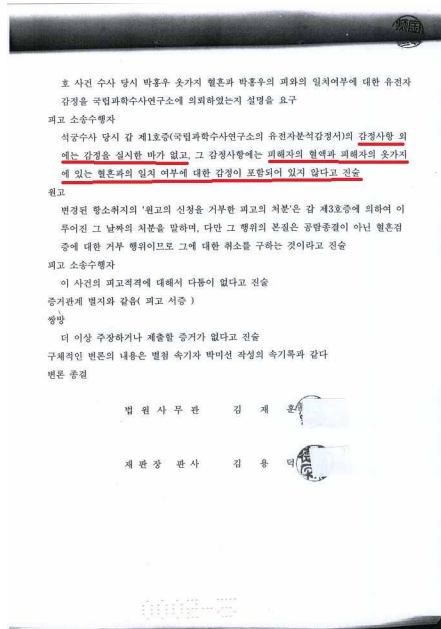 호 사건 수사 당시 박홍우 옷가지 혈흔과 박홍우의 피와의 일치여부에 대한 유전자
감정을 국립과학수사연구소에 의뢰하였는지 설명을 요구
피고 소송수행자
석궁수사 당시 갑 제1호증(국립과학수사연구소의 유전자분석감정서)의 감정사항 외
에는 감정을 실시한 바가 없고, 그 감정사항에는 피해자의 혈액과 피해자의 옷가지
에 있는 혈흔과의 일치 여부에 대한 감정이 포함되어 있지 않다고 진술
원고
변경된 항소취지의 '원고의 신청을 거부한 피고의 처분'은 갑 제3호증에 의하여 이
루어진 그 날짜의 처분을 말하며, 다만 그 행위의 본질은 공람종결이 아닌 혈흔검
증에 대한 거부 행위이므로 그에 대한 취소를 구하는 것이라고 진술
피고 소송수행자
이 사건의 피고적격에 대해서 다툼이 없다고 진술
증거관계 별지와 같음( 피고 서증 )
쌍방
더 이상 주장하거나 제출할 증거가 없다고 진술
구체적인 변론의 내용은 별첨 속기자 박미선 작성의 속기록과 같다
변론 종결
법 원 사 무 관 김 재 훈
재 판 장 판 사 김 용 덕